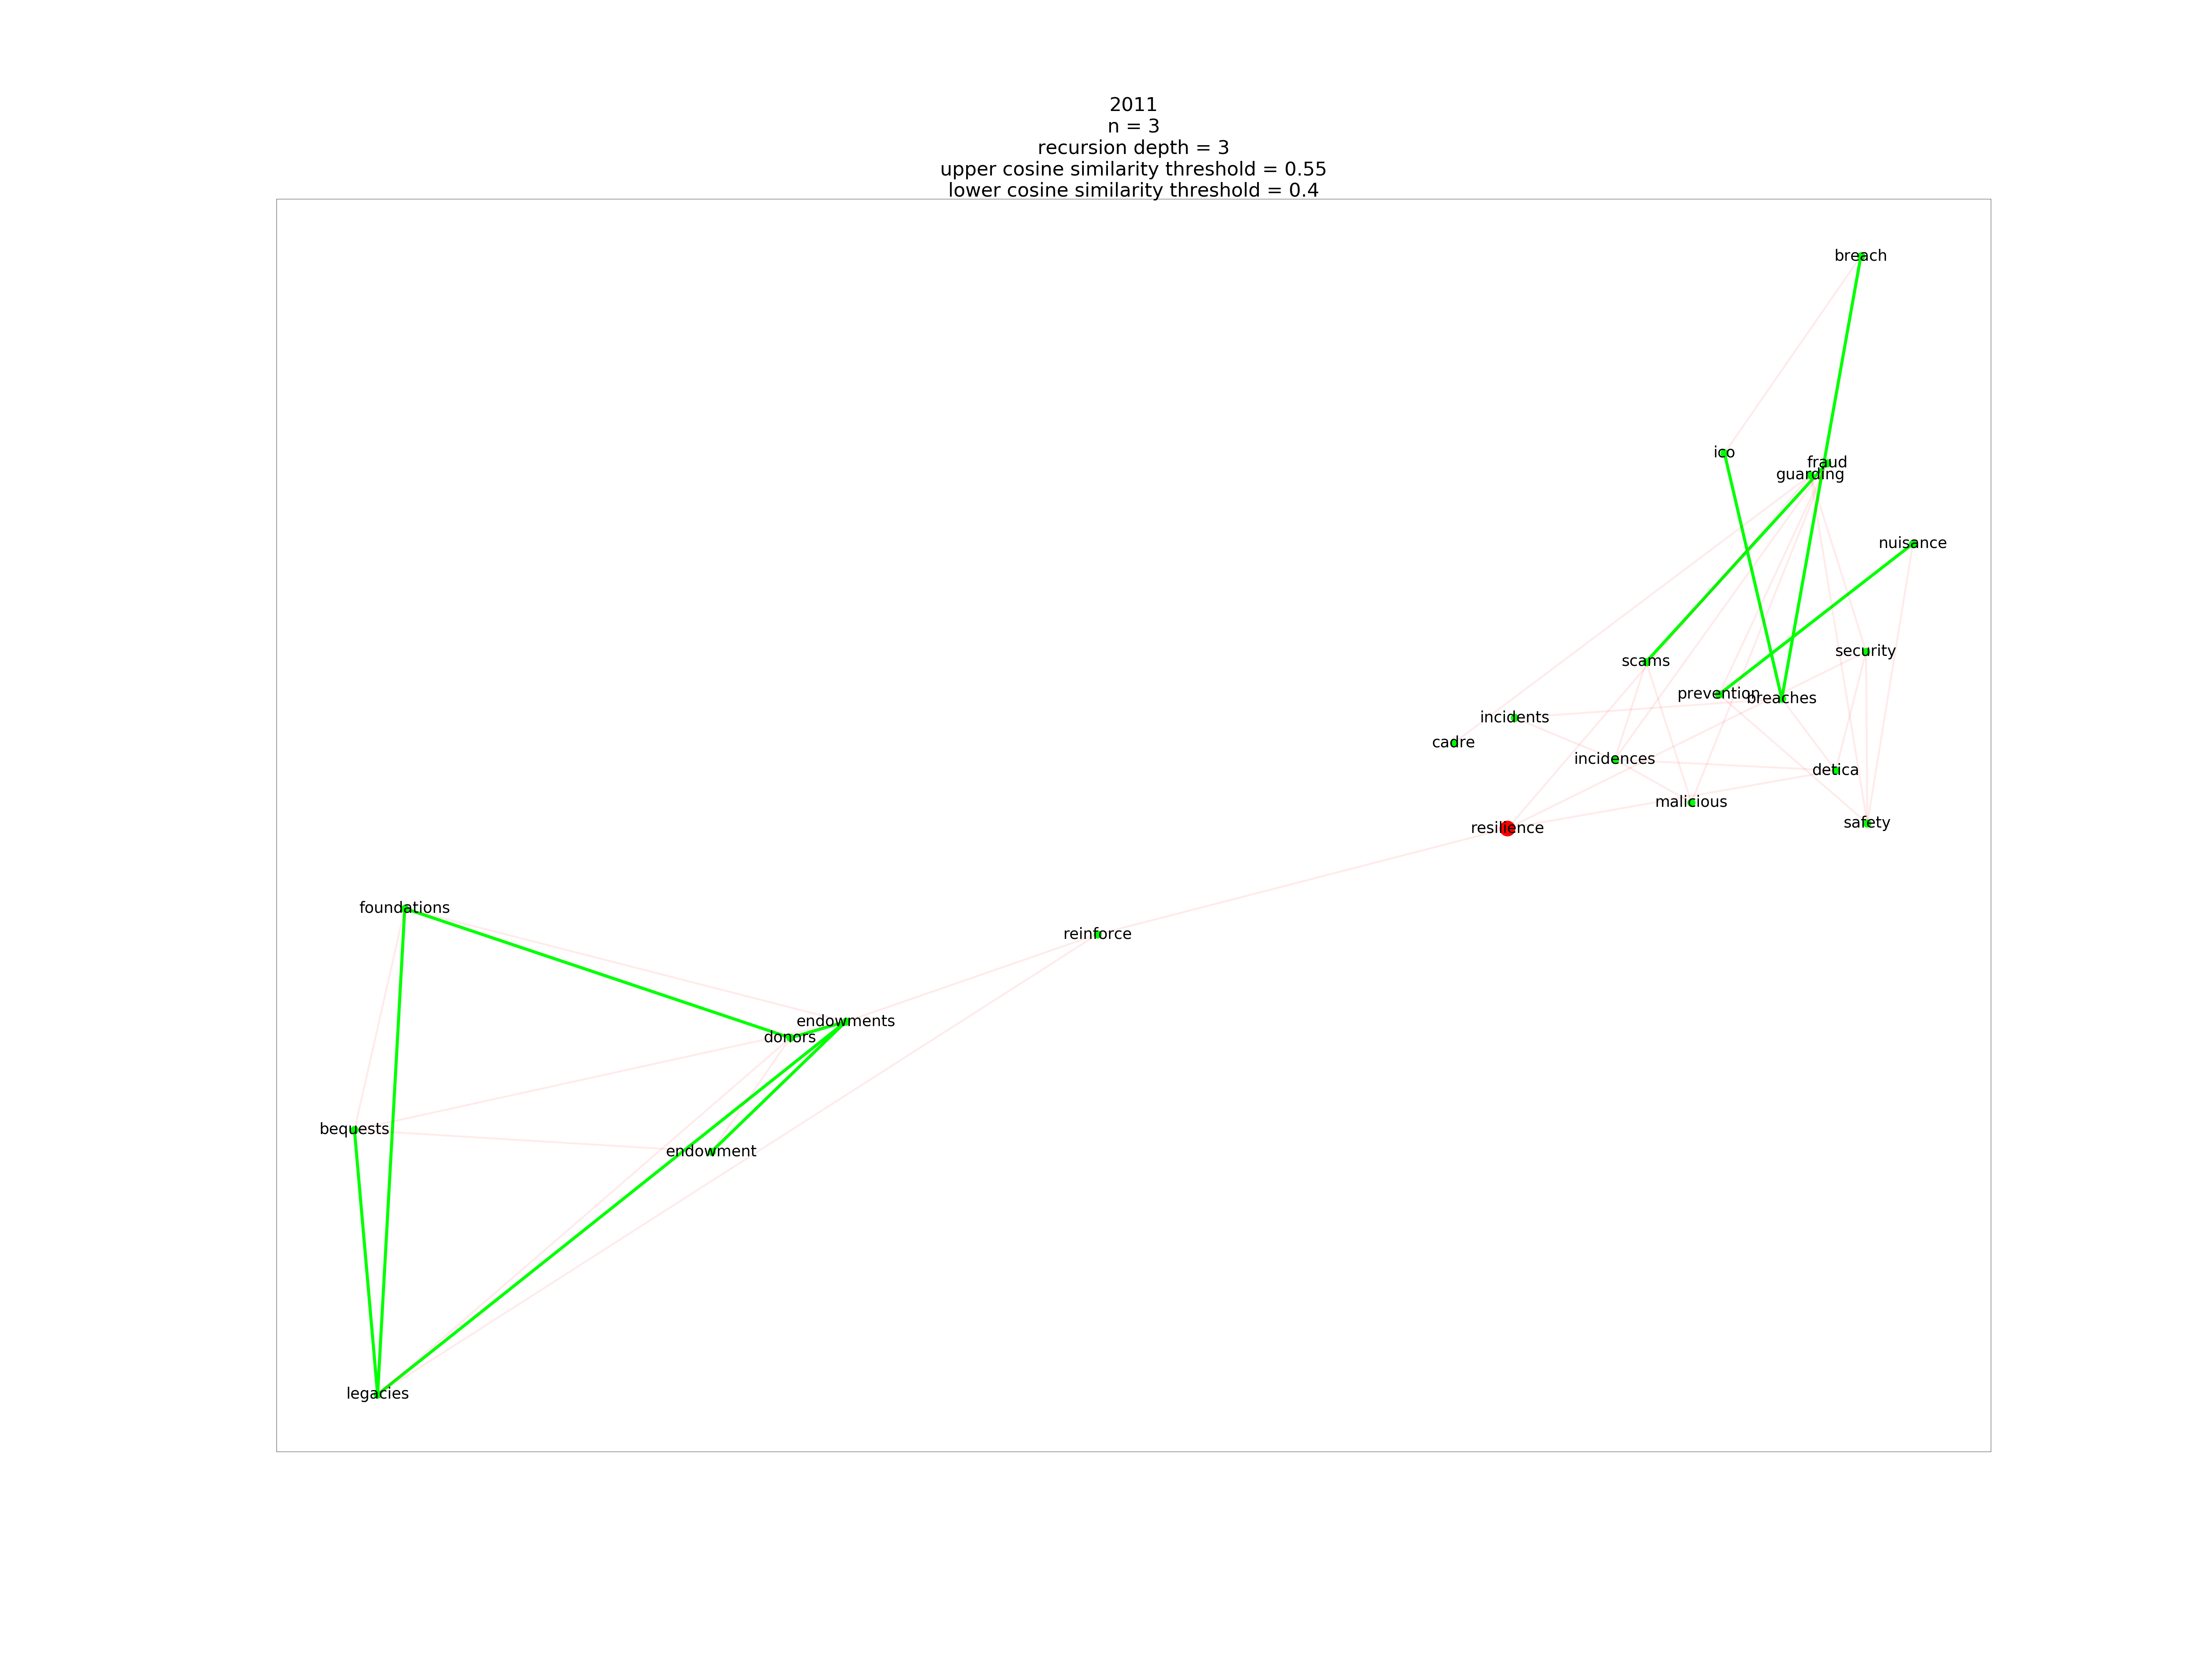 2011
n = 3
recursion depth = 3
upper cosine similarity threshold = 0.55
lower cosine similarity threshold = 0.4
breach
ico
fraud
guarding
nuisance
security
scams
prevention
breaches
incidents
cadre
incidences
detica
malicious
safety
resilience
foundations
reinforce
endowments
donors
bequests
endowment
legacies